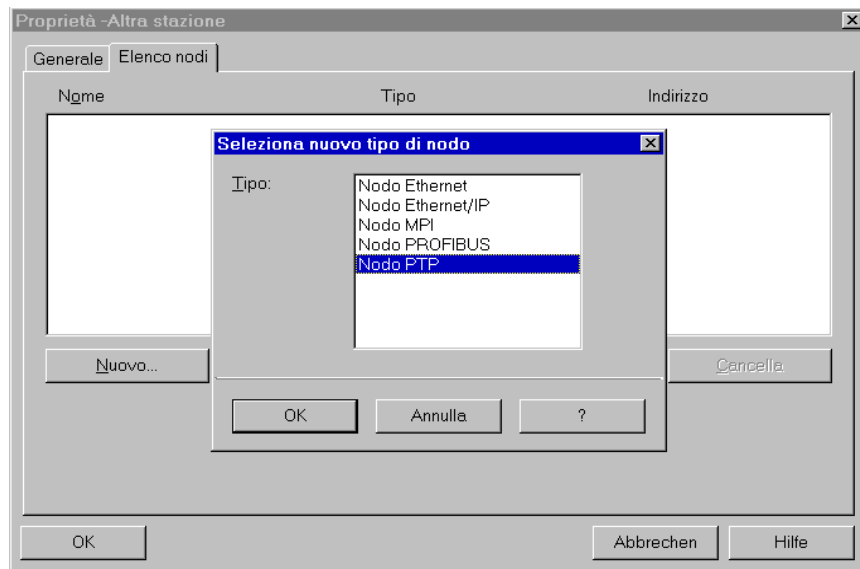 Proprietà -Altra stazione
Generale Elenco nodi
Nome Tipo Indirizzo
Seleziona nuovo tipo di nodo
Tipo:
Nodo Ethernet
Nodo Ethernet/IP
Nodo MPI
Nodo PROFIBUS
Nodo PTP
Nuovo... Cancella
OK Annulla ?
OK Abbrechen Hilfe